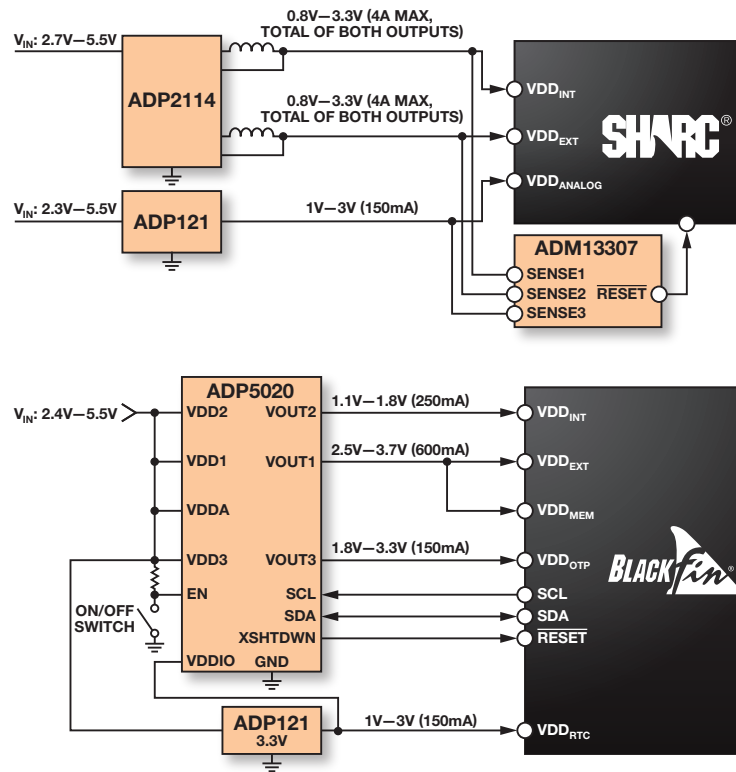 0.8V—3.3V (4A MAX,
TOTAL OF BOTH OUTPUTS)
VIN: 2.7V—5.5V
ADP2114
0.8V—3.3V (4A MAX,
TOTAL OF BOTH OUTPUTS)
VDDINT
VDDEXT
SHARC®
VDDANALOG
VIN: 2.3V—5.5V
ADP121
1V—3V (150mA)
ADM13307
SENSE1
SENSE2 RESET
SENSE3
ADP5020
VIN: 2.4V—5.5V
VDD2 VOUT2
1.1V—1.8V (250mA)
VDDINT
VDD1 VOUT1
2.5V—3.7V (600mA)
VDDEXT
VDDA
VDDMEM
VDD3 VOUT3
1.8V—3.3V (150mA)
VDDOTP
BLACKfin®
EN SCL
SCL
ON/OFF
SWITCH
SDA
SDA
XSHTDWN
RESET
VDDIO GND
ADP121
3.3V
1V—3V (150mA)
VDDRTC